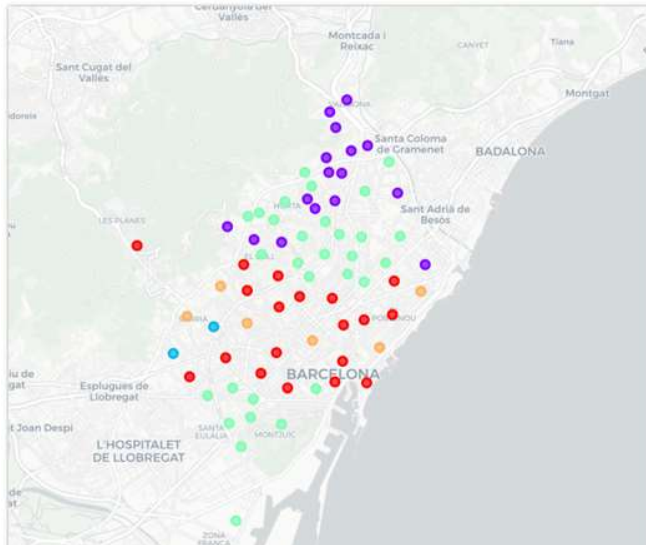 Cerdanyola del
Vallès
Montcada i
Reixac
CANYET
Tiana
Sant Cugat del
Vallès
Montgat
Santa Coloma
de Gramenet
BADALONA
HORTA
Sant Adrià de
Besòs
LES PLANES
BARCELONA
Esplugues de
Llobregat
SANTA
EULÀLIA
MONTJUÏC
t Joan Despí
L'HOSPITALET
DE LLOBREGAT
ZONA
FRANCA